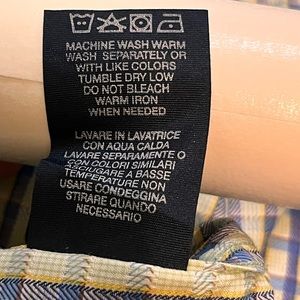 MACHINE WASH WARM
WASH SEPARATELY OR
WITH LIKE COLORS
TUMBLE DRY LOW
DO NOT BLEACH
WARM IRON
WHEN NEEDED
LAVARE IN LAVATRICE
CON AQUA CALDA
LAVARE SEPARAMENTE O
CON COLORI SIMILARI
ASCIUGARE A BASSE
TEMPERATURE NON
USARE CONDEGGINA
STIRARE QUANDO
NECESSARIO